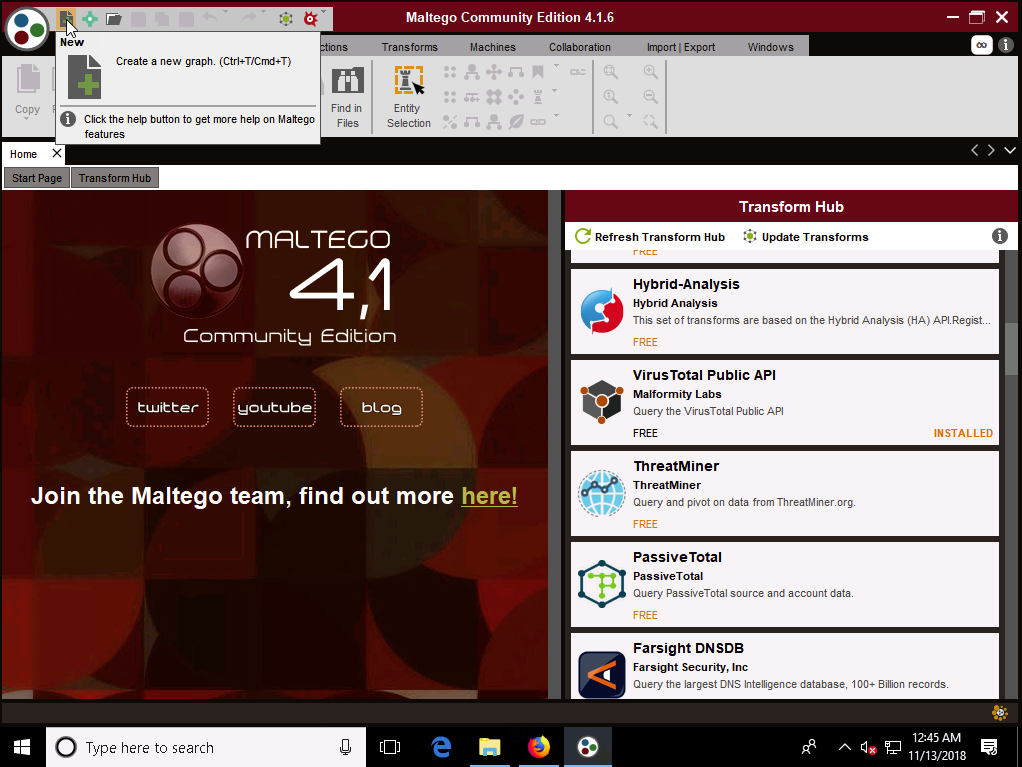 Maltego Community Edition 4.1.6
New
Create a new graph. (Ctrl+T/Cmd+T)
Click the help button to get more help on Maltego
features
ctions
Transforms
Machines
Collaboration
Import | Export
Windows
Copy
Find in
Files
Entity
Selection
Home
Start Page
Transform Hub
MALTEGO
4,1
Community Edition
twitter
youtube
blog
Join the Maltego team, find out more here!
Transform Hub
Refresh Transform Hub
Update Transforms
FREE
Hybrid-Analysis
Hybrid Analysis
This set of transforms are based on the Hybrid Analysis (HA) API.Regist...
FREE
VirusTotal Public API
Malformity Labs
Query the VirusTotal Public API
FREE
INSTALLED
ThreatMiner
ThreatMiner
Query and pivot on data from ThreatMiner.org.
FREE
PassiveTotal
PassiveTotal
Query PassiveTotal source and account data.
FREE
Farsight DNSDB
Farsight Security, Inc
Query the largest DNS Intelligence database, 100+ Billion records.
Type here to search
12:45 AM
11/13/2018